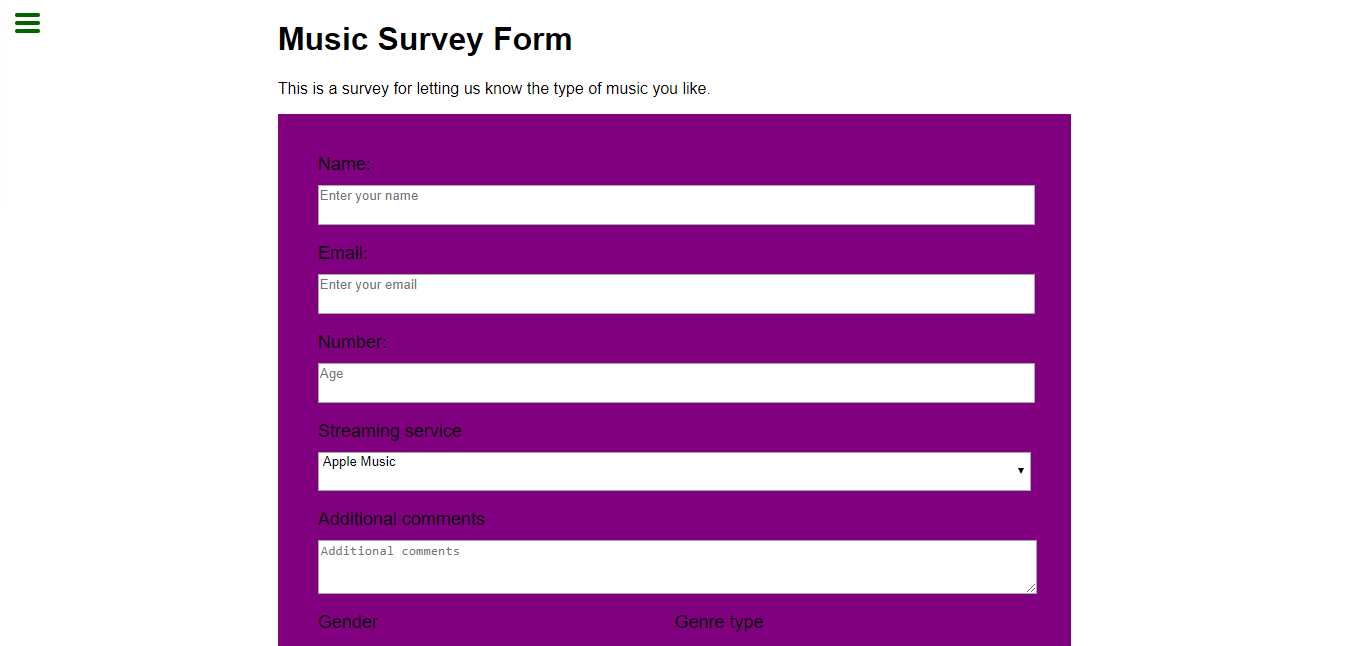 Music Survey Form
This is a survey for letting us know the type of music you like.
Name:
Enter your name
Email:
Enter your email
Number:
Age
Streaming service
Apple Music
Additional comments
Additional comments
Gender
Genre type